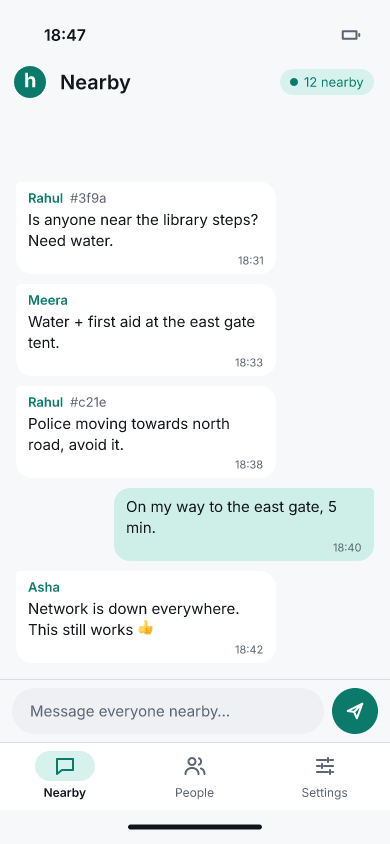 18:47
h Nearby
12 nearby
Rahul #3f9a
Is anyone near the library steps?
Need water.
18:31
Meera
Water + first aid at the east gate
tent.
18:33
Rahul #c21e
Police moving towards north
road, avoid it.
18:38
On my way to the east gate, 5
min.
18:40
Asha
Network is down everywhere.
This still works 👍
18:42
Message everyone nearby...
Nearby
People
Settings